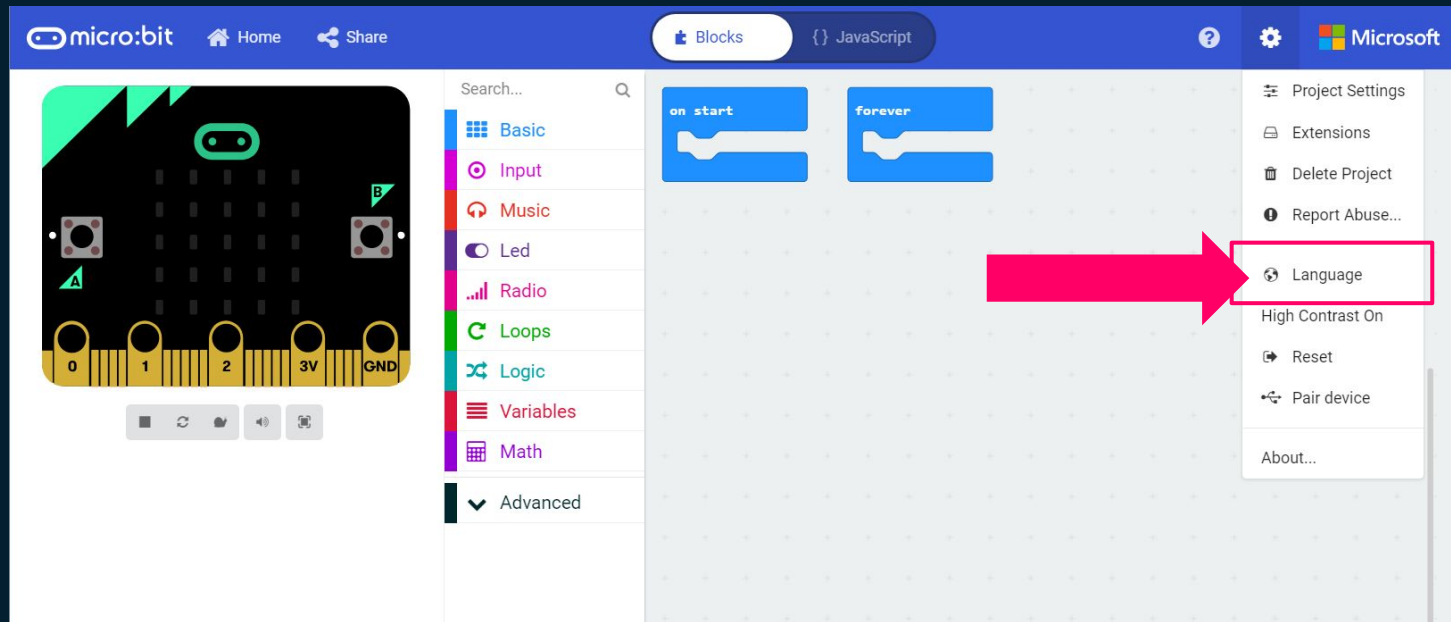 micro:bit Home Share Blocks {} JavaScript ? Microsoft
Search...
Basic
Input
Music
Led
Radio
Loops
Logic
Variables
Math
Advanced
on start
forever
Project Settings
Extensions
Delete Project
Report Abuse...
Language
High Contrast On
Reset
Pair device
About...
B
A
0 1 2 3V GND